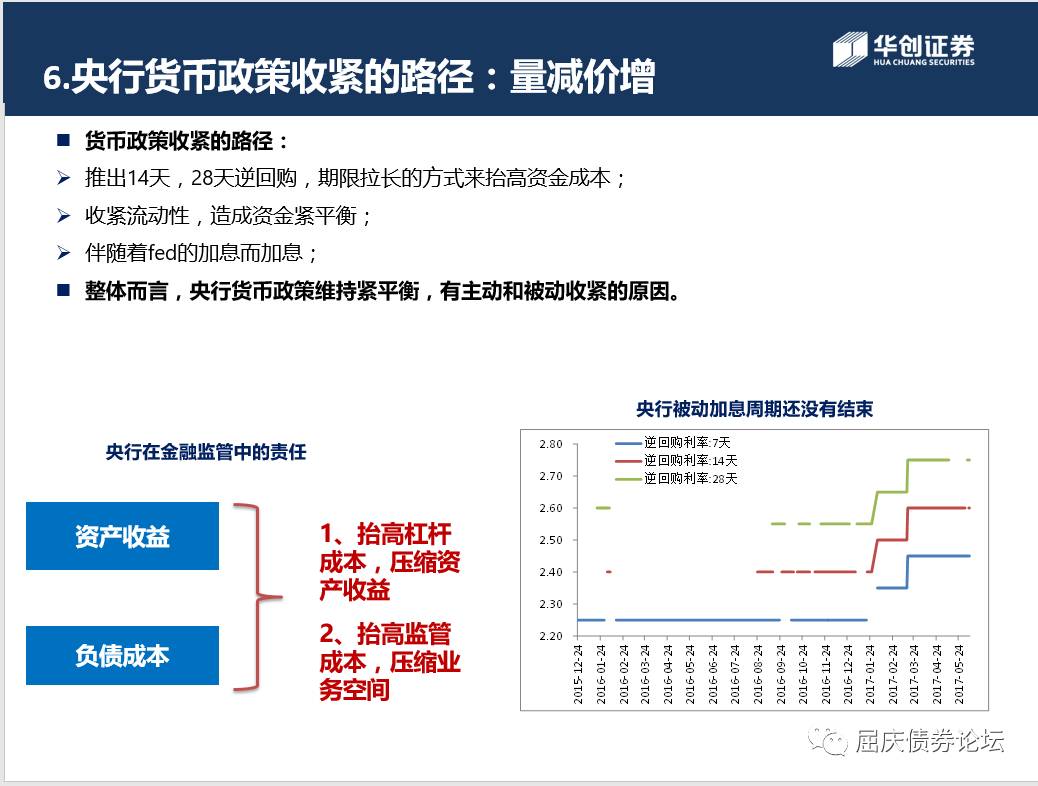 华创证券
HUA CHUANG SECURITIES
6.央行货币政策收紧的路径：量减价增
货币政策收紧的路径：
推出14天，28天逆回购，期限拉长的方式来抬高资金成本；
收紧流动性，造成资金紧平衡；
伴随着fed的加息而加息；
整体而言，央行货币政策维持紧平衡，有主动和被动收紧的原因。
央行在金融监管中的责任
资产收益
负债成本
1、抬高杠杆
成本，压缩资
产收益
2、抬高监管
成本，压缩业
务空间
央行被动加息周期还没有结束
逆回购利率:7天
逆回购利率:14天
逆回购利率:28天
2.80
2.70
2.60
2.50
2.40
2.30
2.20
2015-12-24
2016-01-24
2016-02-24
2016-03-24
2016-04-24
2016-05-24
2016-06-24
2016-07-24
2016-08-24
2016-09-24
2016-10-24
2016-11-24
2016-12-24
2017-01-24
2017-02-24
2017-03-24
2017-04-24
2017-05-24
屈庆债券论坛